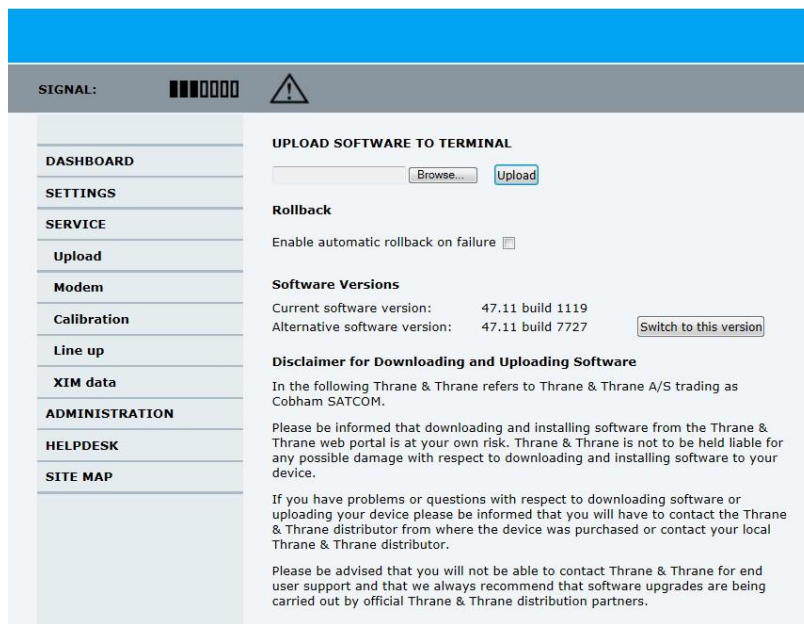 SIGNAL:
DASHBOARD
SETTINGS
SERVICE
Upload
Modem
Calibration
Line up
XIM data
ADMINISTRATION
HELPDESK
SITE MAP
UPLOAD SOFTWARE TO TERMINAL
Browse... Upload
Rollback
Enable automatic rollback on failure
Software Versions
Current software version: 47.11 build 1119
Alternative software version: 47.11 build 7727 Switch to this version
Disclaimer for Downloading and Uploading Software
In the following Thrane & Thrane refers to Thrane & Thrane A/S trading as
Cobham SATCOM.
Please be informed that downloading and installing software from the Thrane &
Thrane web portal is at your own risk. Thrane & Thrane is not to be held liable for
any possible damage with respect to downloading and installing software to your
device.
If you have problems or questions with respect to downloading software or
uploading your device please be informed that you will have to contact the Thrane
& Thrane distributor from where the device was purchased or contact your local
Thrane & Thrane distributor.
Please be advised that you will not be able to contact Thrane & Thrane for end
user support and that we always recommend that software upgrades are being
carried out by official Thrane & Thrane distribution partners.